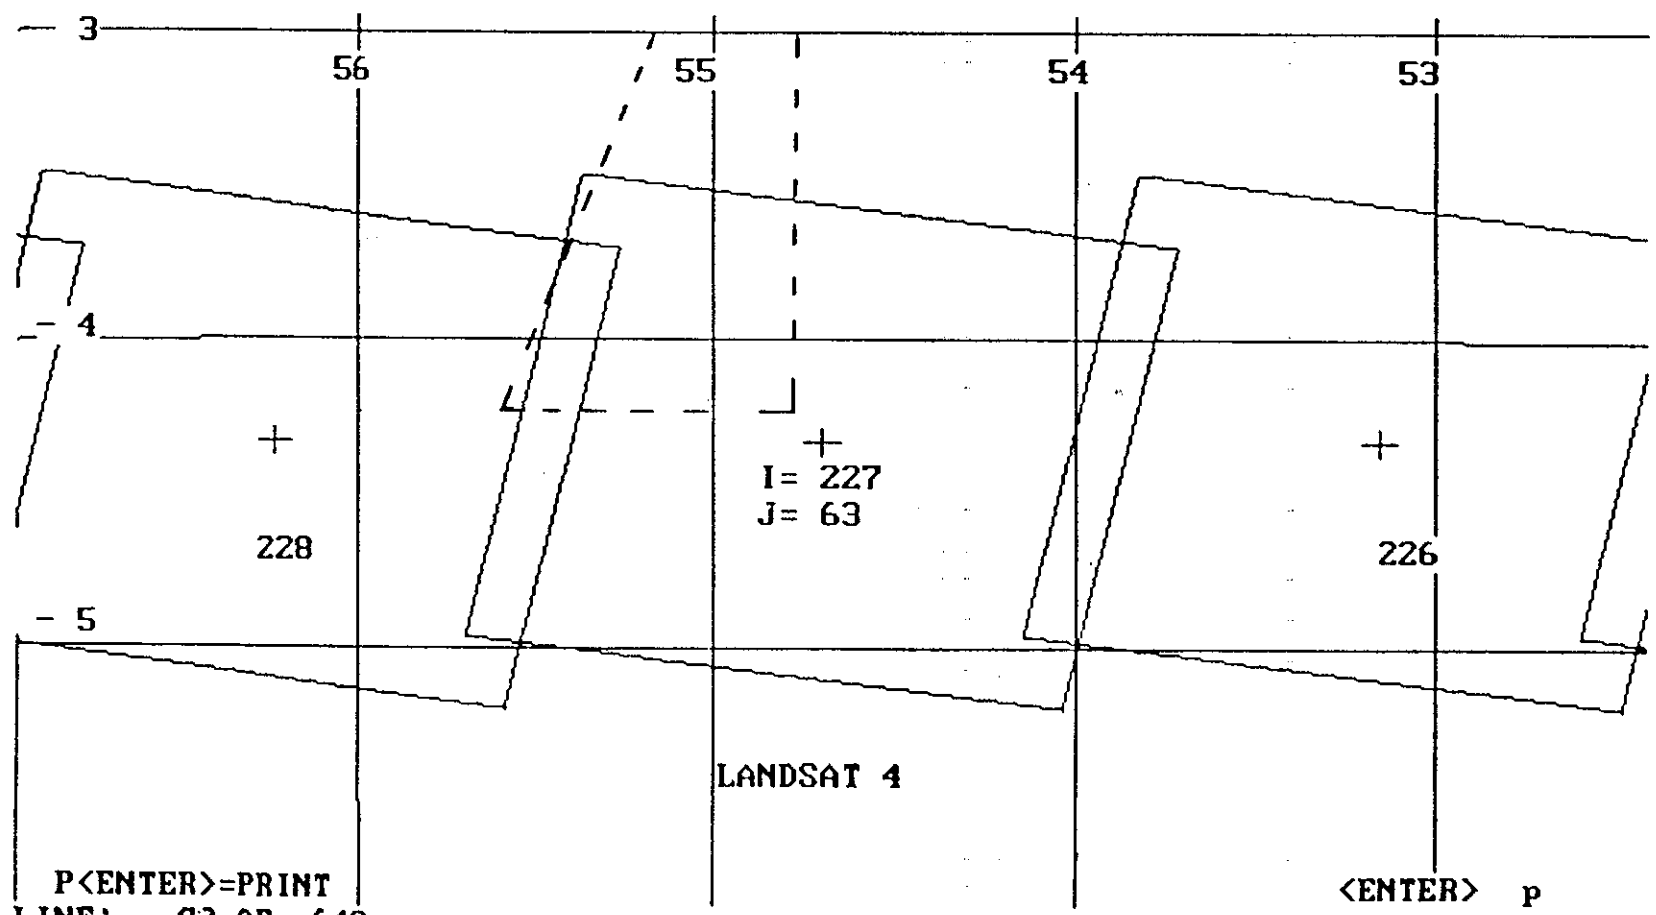 - 3
56 55 54 53
- 4
I= 227
J= 63
228 226
- 5
LANDSAT 4
P<ENTER>=PRINT <ENTER> p